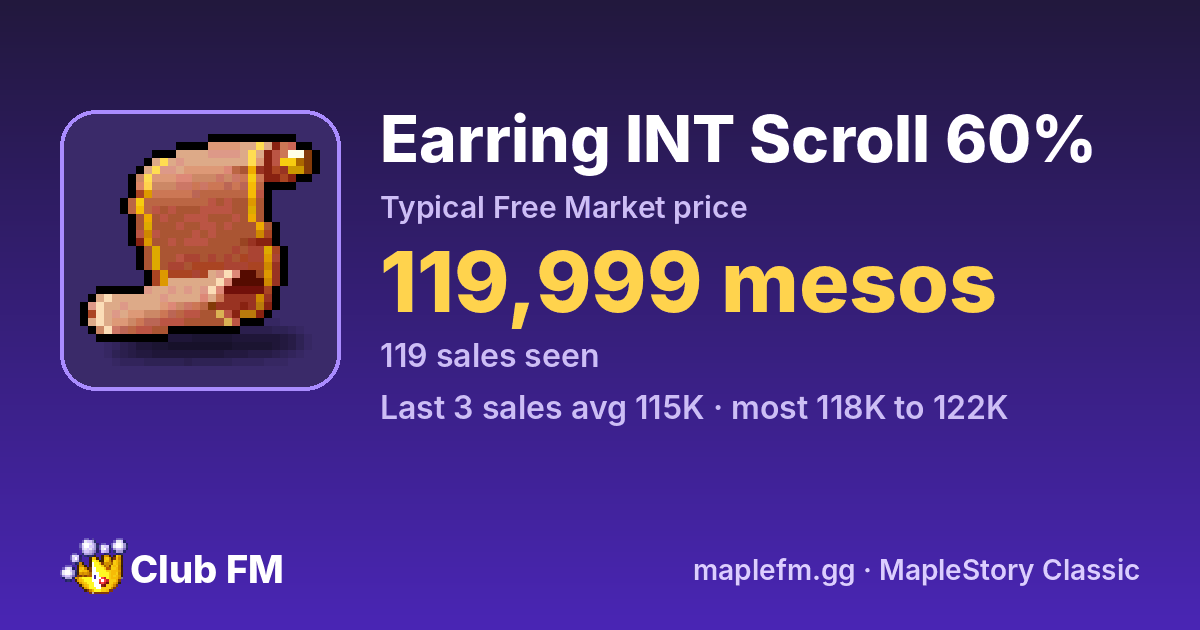 Earring INT Scroll 60%
Typical Free Market price
119,999 mesos
119 sales seen
Last 3 sales avg 115K · most 118K to 122K
Club FM
maplefm.gg · MapleStory Classic